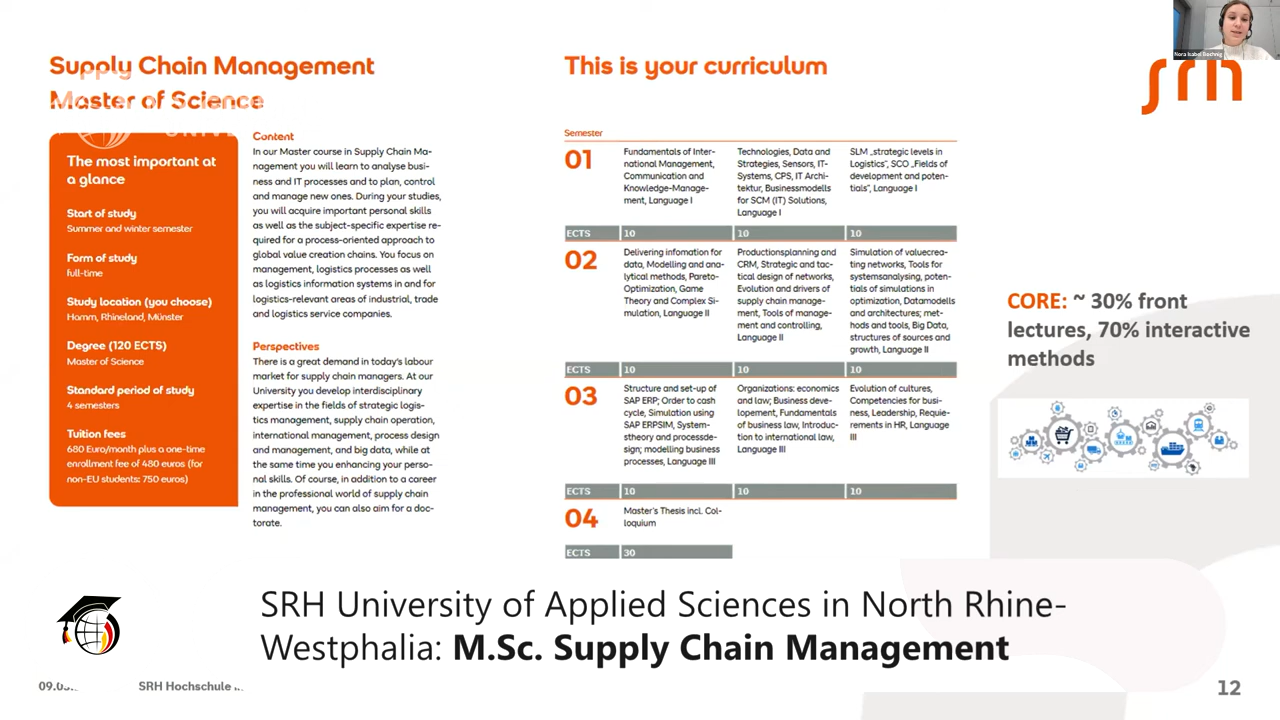 Supply Chain Management
Master of Science
UNIVE
The most important at
a glance
Start of study
Summer and winter semester
Form of study
full-time
Study location (you choose)
Hamm, Rhineland, Münster
Degree (120 ECTS)
Master of Science
Standard period of study
4 semesters
Tuition fees
680 Euro/month plus a one-time
enrollment fee of 480 euros (for
non-EU students: 750 euros)
Content
In our Master course in Supply Chain Ma-
nagement you will learn to analyse busi-
ness and IT processes and to plan, control
and manage new ones. During your studies,
you will acquire important personal skills
as well as the subject-specific expertise re-
quired for a process-oriented approach to
global value creation chains. You focus on
management, logistics processes as well
as logistics information systems in and for
logistics-relevant areas of industrial, trade
and logistics service companies.
Perspectives
There is a great demand in today's labour
market for supply chain managers. At our
University you develop interdisciplinary
expertise in the fields of strategic logis-
tics management, supply chain operation,
international management, process design
and management, and big data, while at
the same time you enhancing your perso-
nal skills. Of course, in addition to a career
in the professional world of supply chain
management, you can also aim for a doc-
torate.
This is your curriculum
Semester
01
Fundamentals of Inter-
national Management,
Communication and
Knowledge-Manage-
ment, Language I
Technologies, Data and
Strategies, Sensors, IT-
Systems, CPS, IT Archi-
tektur, Businessmodells
for SCM (IT) Solutions,
Language I
SLM „strategic levels in
Logistics", SCO „Fields of
development and poten-
tials", Language I
ECTS 10 10 10
02
Delivering infomation for
data, Modelling and ana-
lytical methods, Pareto-
Optimization, Game
Theory and Complex Si-
mulation, Language II
Productionsplanning and
CRM, Strategic and tac-
tical design of networks,
Evolution and drivers of
supply chain manage-
ment, Tools of manage-
ment and controlling,
Language II
Simulation of valuecrea-
ting networks, Tools for
systemsanalysing, poten-
tials of simulations in
optimization, Datamodells
and architectures; met-
hods and tools, Big Data,
structures of sources and
growth, Language II
ECTS 10 10 10
03
Structure and set-up of
SAP ERP; Order to cash
cycle, Simulation using
SAP ERPSIM, System-
stheory and processde-
sign; modelling business
processes, Language III
Organizations: economics
and law; Business deve-
lopement, Fundamentals
of business law, Introduc-
tion to international law,
Language III
Evolution of cultures,
Competencies for busi-
ness, Leadership, Requie-
rements in HR, Language
III
ECTS 10 10 10
04
Master's Thesis incl. Col-
loquium
ECTS 30
Nora Isabel
srh
CORE: ~ 30% front
lectures, 70% interactive
methods
SRH University of Applied Sciences in North Rhine-
Westphalia: M.Sc. Supply Chain Management
SRH Hochschule
12